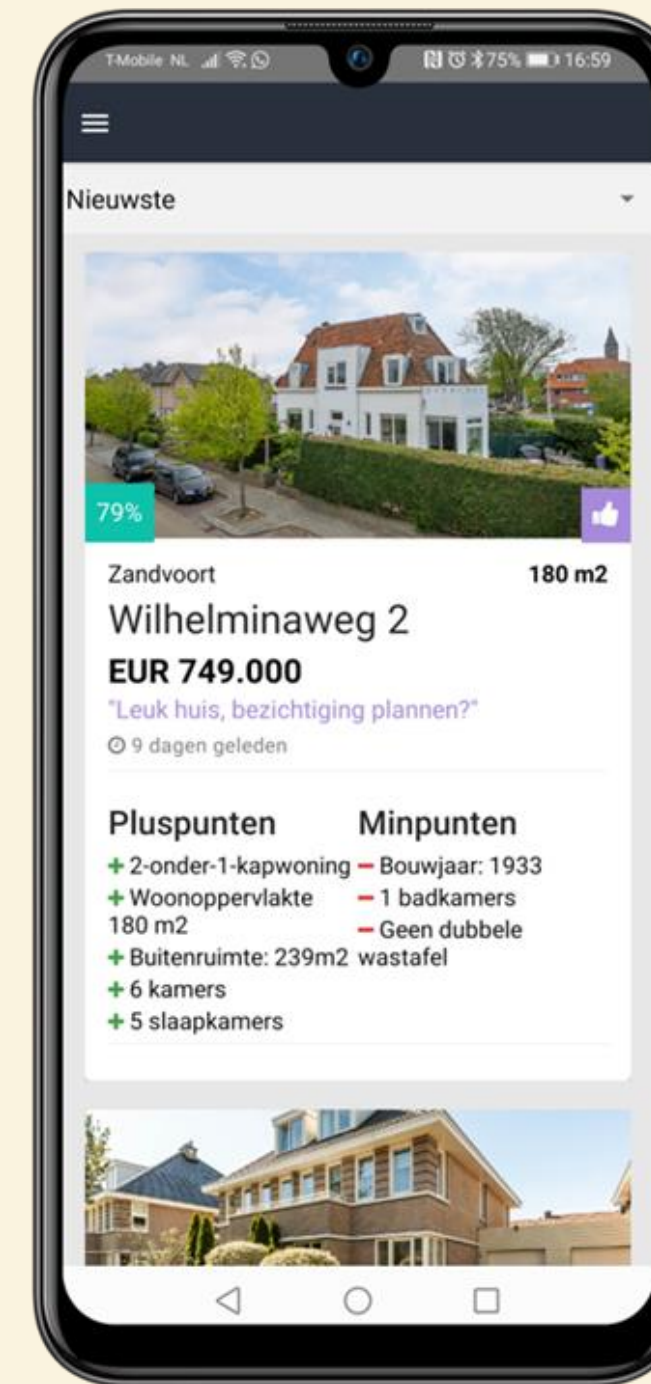 T-Mobile NL 75% 16:59
Nieuwste
79%
Zandvoort 180 m2
Wilhelminaweg 2
EUR 749.000
"Leuk huis, bezichtiging plannen?"
9 dagen geleden
Pluspunten
+ 2-onder-1-kapwoning
+ Woonoppervlakte
180 m2
+ Buitenruimte: 239m2
+ 6 kamers
+ 5 slaapkamers
Minpunten
− Bouwjaar: 1933
− 1 badkamers
− Geen dubbele
wastafel